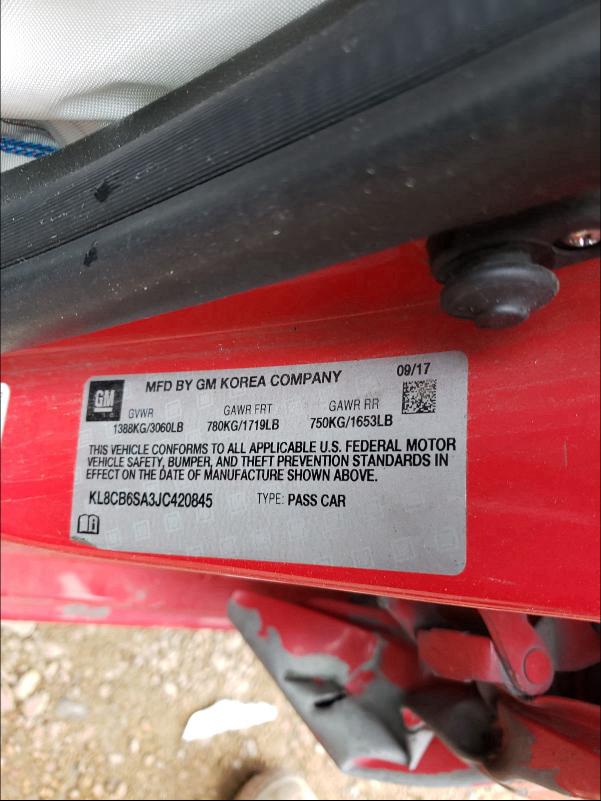 GM
MFD BY GM KOREA COMPANY
09/17
GVWR GAWR FRT GAWR RR
1388KG/3060LB 780KG/1719LB 750KG/1653LB
THIS VEHICLE CONFORMS TO ALL APPLICABLE U.S. FEDERAL MOTOR
VEHICLE SAFETY, BUMPER, AND THEFT PREVENTION STANDARDS IN
EFFECT ON THE DATE OF MANUFACTURE SHOWN ABOVE.
KL8CB6SA3JC420845 TYPE: PASS CAR